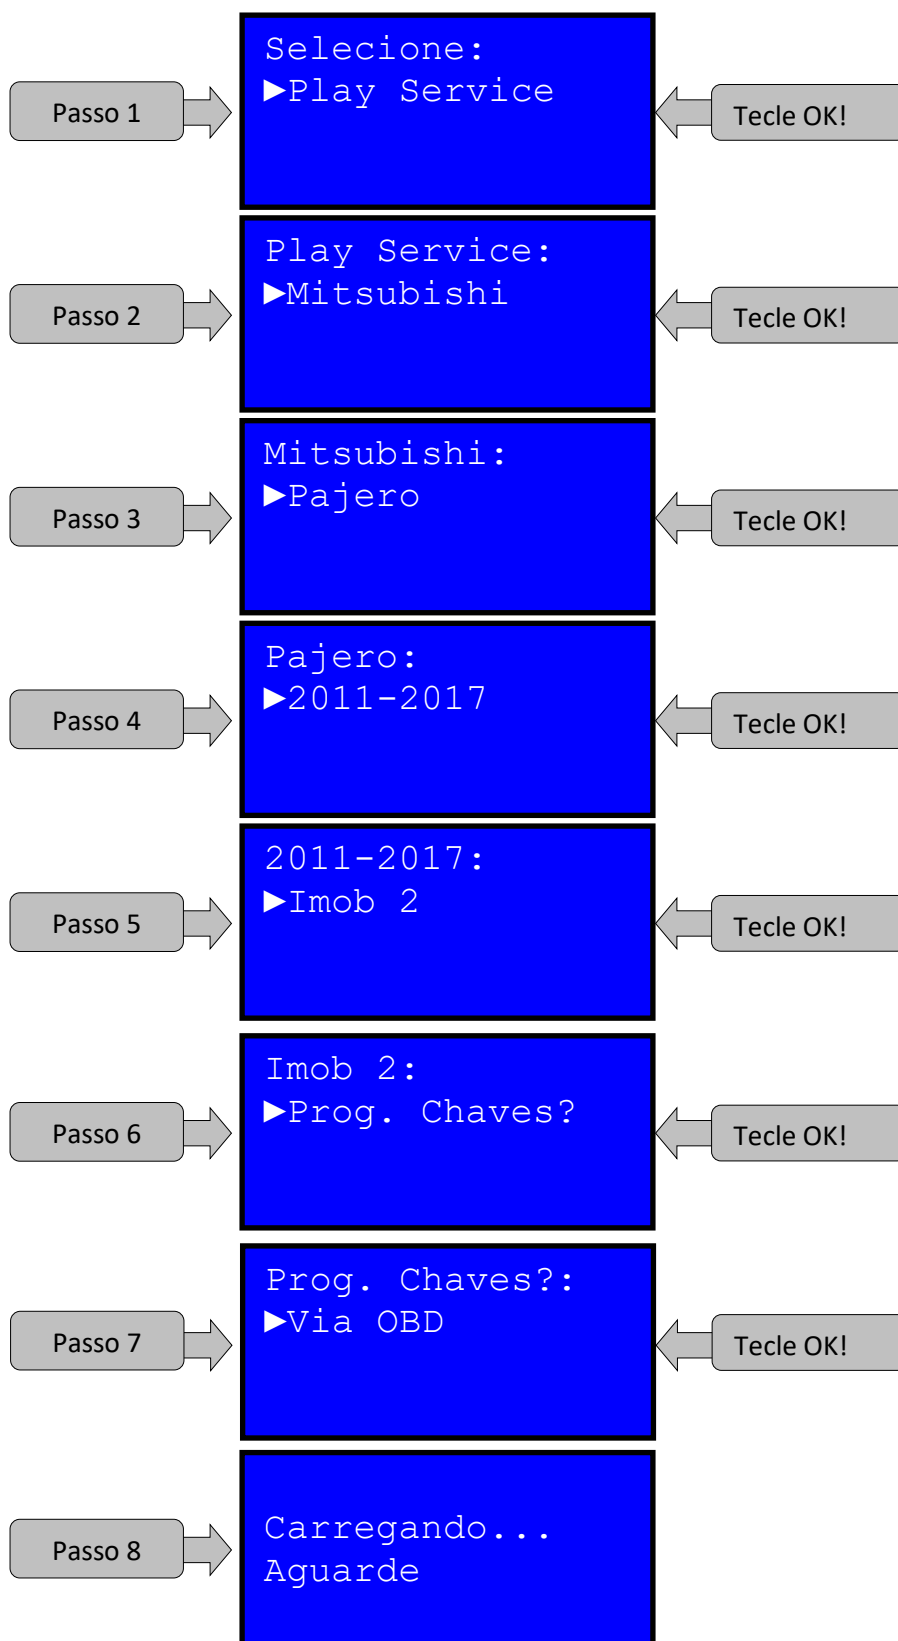 Selecione:
►Play Service
Passo 1
Tecle OK!
Play Service:
►Mitsubishi
Passo 2
Tecle OK!
Mitsubishi:
►Pajero
Passo 3
Tecle OK!
Pajero:
►2011-2017
Passo 4
Tecle OK!
2011-2017:
►Imob 2
Passo 5
Tecle OK!
Imob 2:
►Prog. Chaves?
Passo 6
Tecle OK!
Prog. Chaves?:
►Via OBD
Passo 7
Tecle OK!
Carregando...
Aguarde
Passo 8